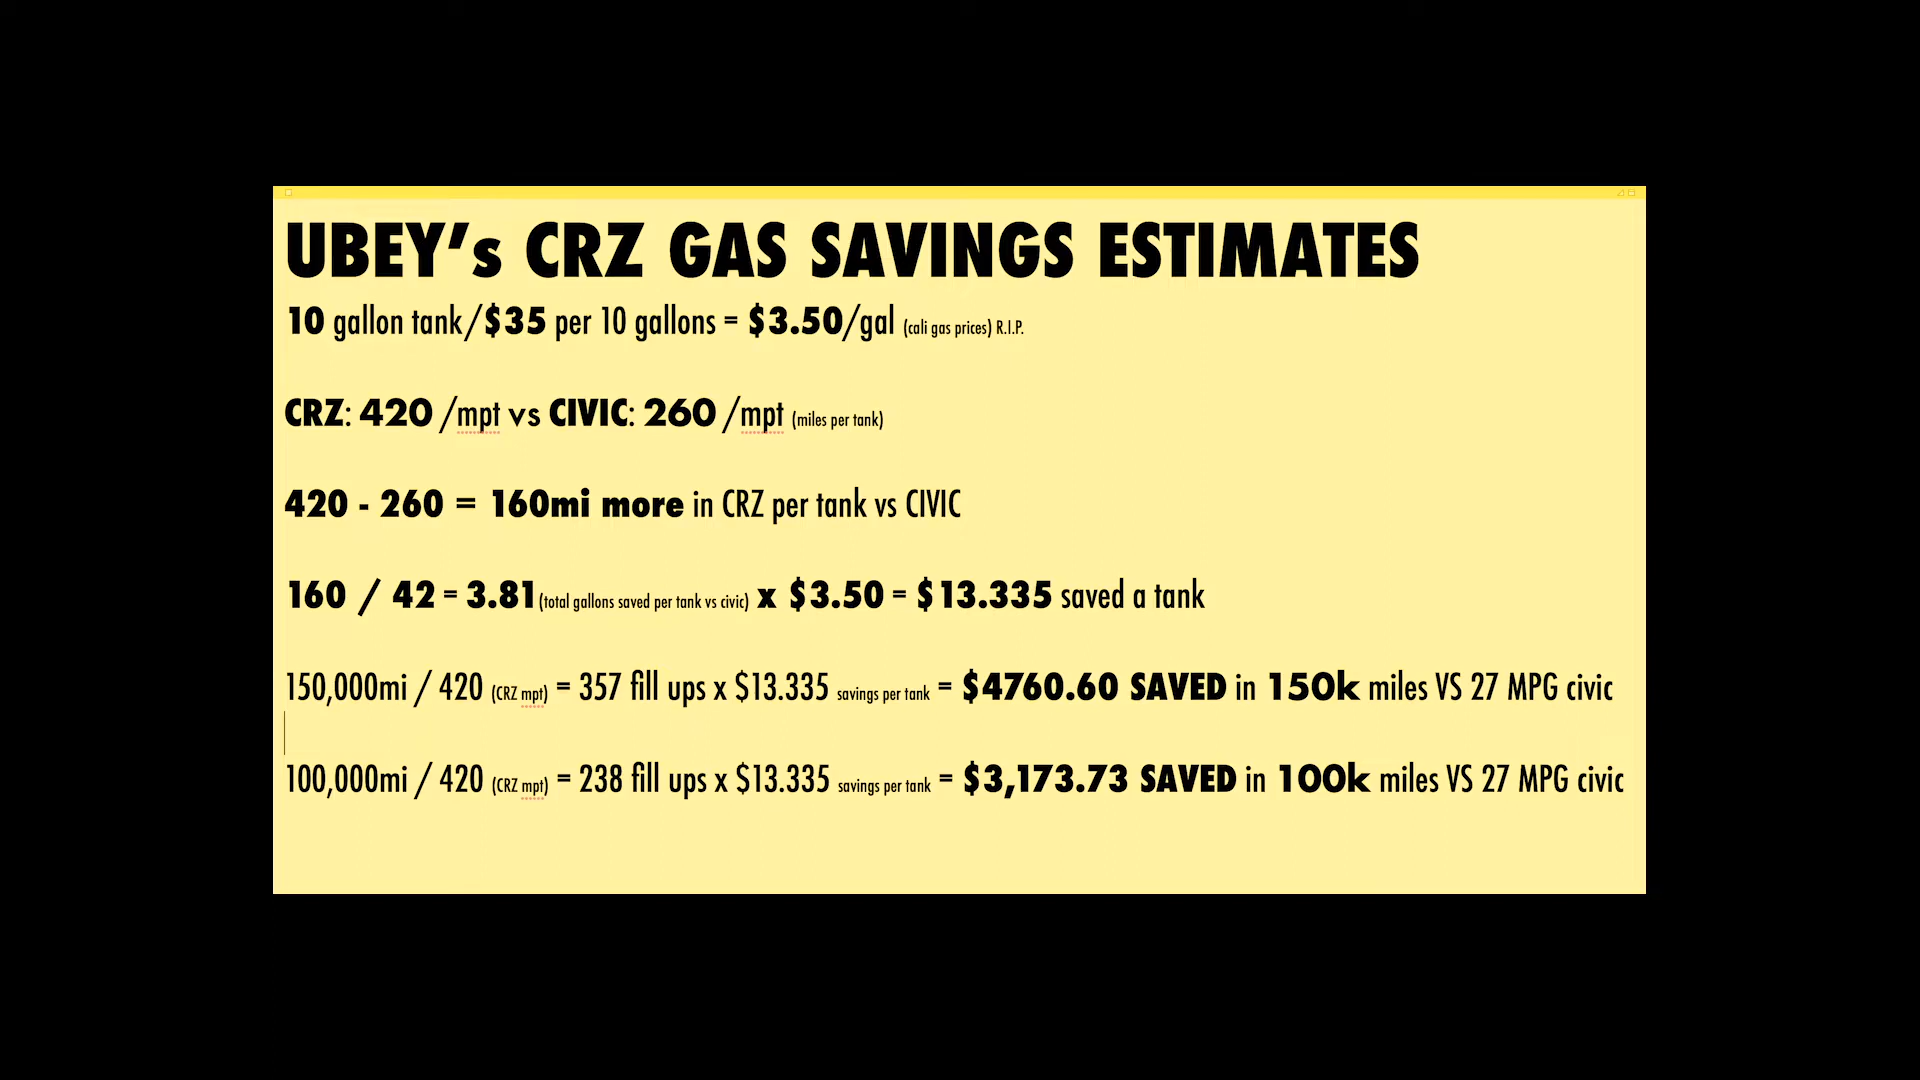 UBEY’s CRZ GAS SAVINGS ESTIMATES
10 gallon tank/$35 per 10 gallons = $3.50/gal (cali gas prices) R.I.P.
CRZ: 420 /mpt vs CIVIC: 260 /mpt (miles per tank)
420 - 260 = 160mi more in CRZ per tank vs CIVIC
160 / 42 = 3.81 (total gallons saved per tank vs civic) x $3.50 = $13.335 saved a tank
150,000mi / 420 (CRZ mpt) = 357 fill ups x $13.335 savings per tank = $4760.60 SAVED in 150k miles VS 27 MPG civic
100,000mi / 420 (CRZ mpt) = 238 fill ups x $13.335 savings per tank = $3,173.73 SAVED in 100k miles VS 27 MPG civic